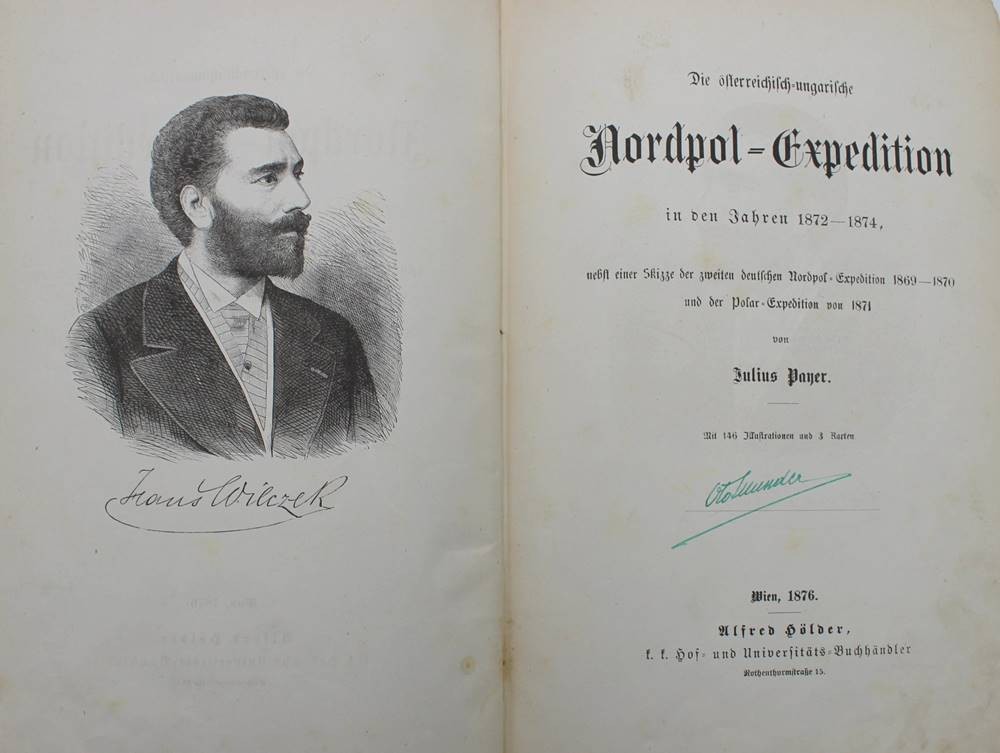 Hans Wilczek
Die österreichisch-ungarische
Nordpol-Expedition
in den Jahren 1872—1874,
nebst einer Skizze der zweiten deutschen Nordpol-Expedition 1869—1870
und der Polar-Expedition von 1871
von
Julius Payer.
Mit 146 Illustrationen und 3 Karten
Wien, 1876.
Alfred Hölder,
k. k. Hof- und Universitäts-Buchhändler
Rothenthurmstraße 15.